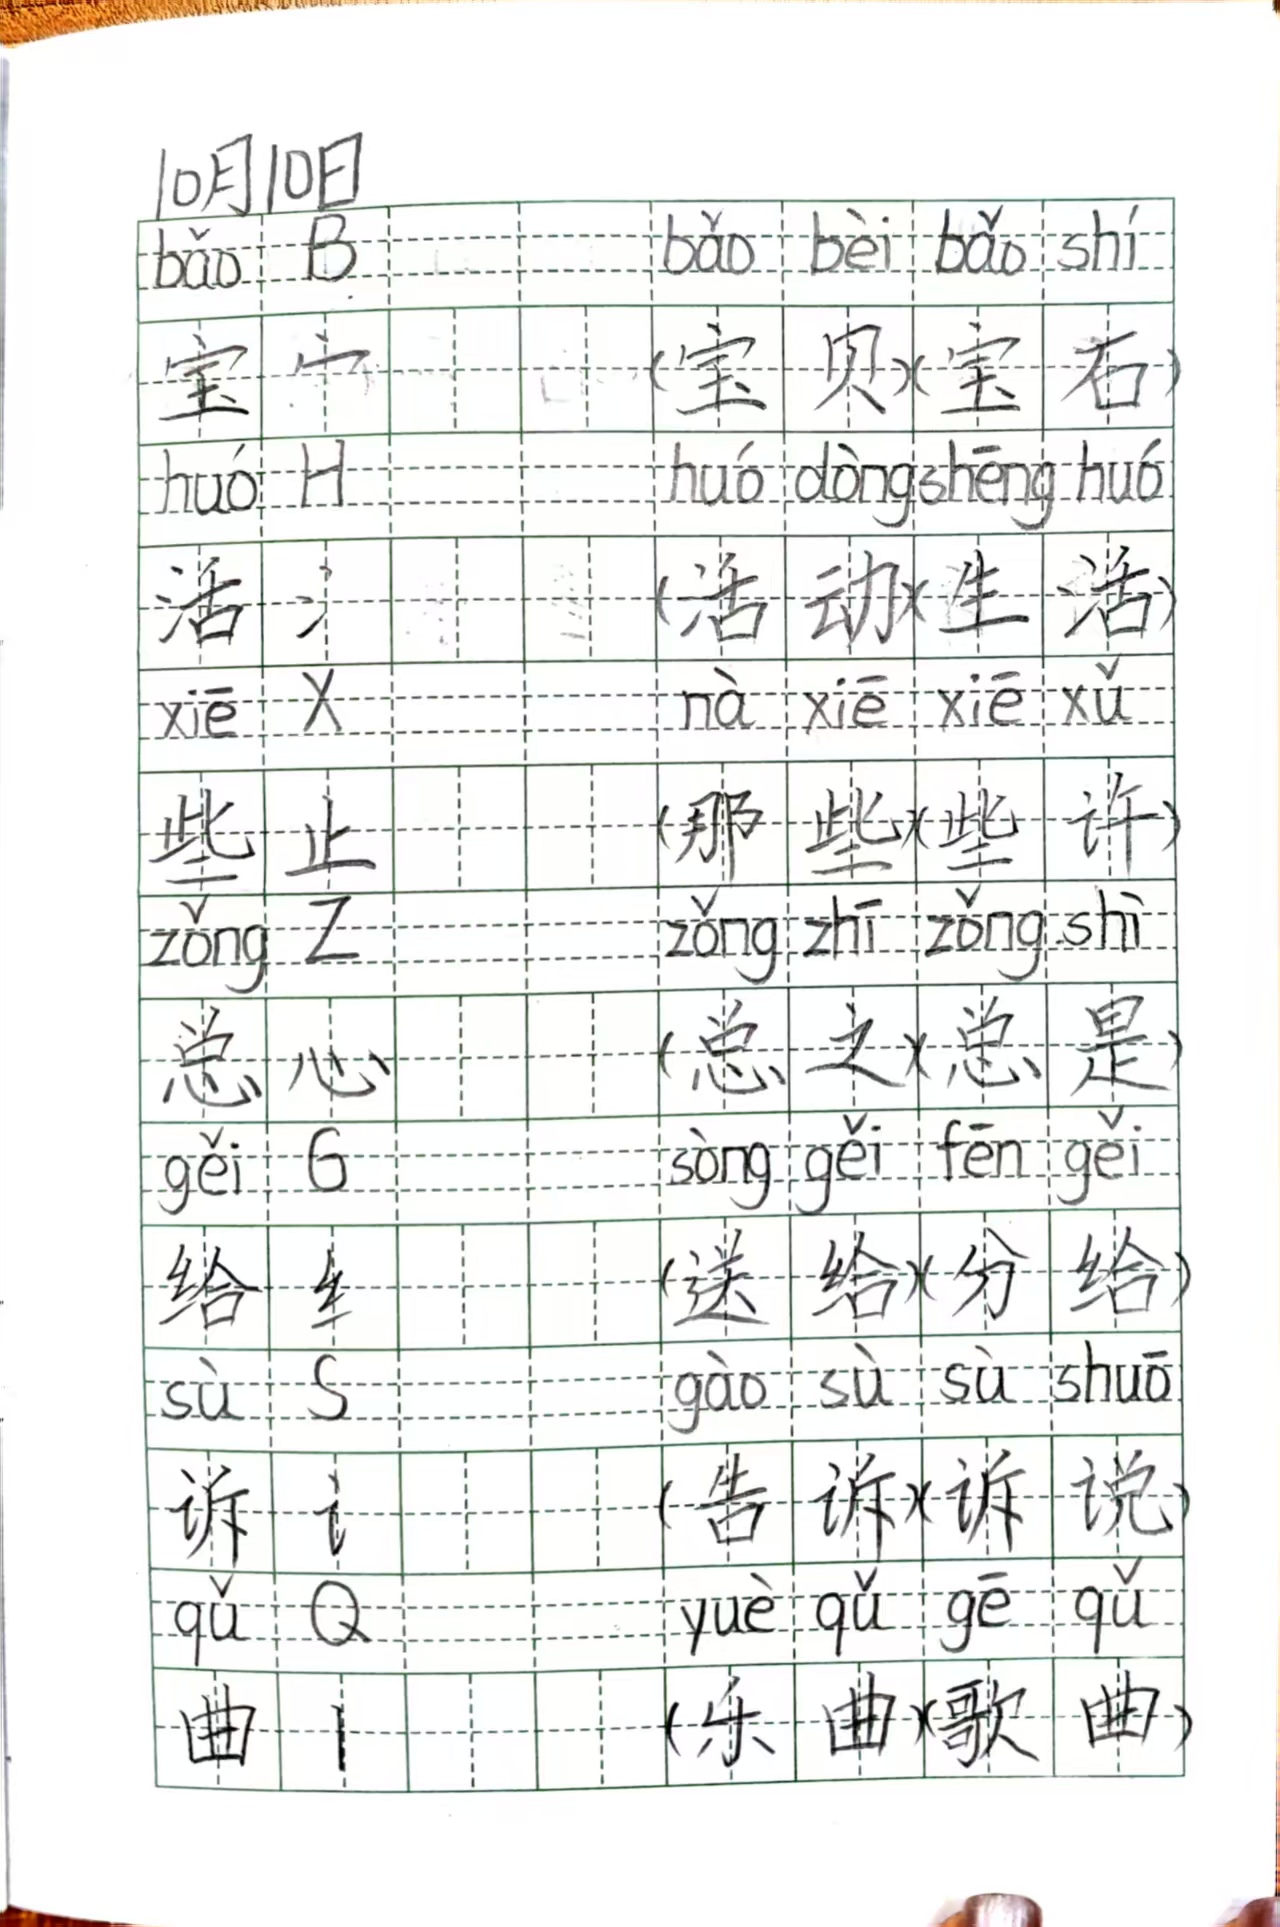 10月10日
bǎo B bǎo bèi bǎo shí
宝 宀 (宝贝)(宝石)
huó H huó dòng shēng huó
活 氵 (活动)(生活)
xiē X nà xiē xiē xǔ
些 止 (那些)(些许)
zǒng Z zǒng zhī zǒng shì
总 心 (总之)(总是)
gěi G sòng gěi fēn gěi
给 纟 (送给)(分给)
sù S gào sù sù shuō
诉 讠 (告诉)(诉说)
qǔ Q yuè qǔ gē qǔ
曲 丨 (乐曲)(歌曲)